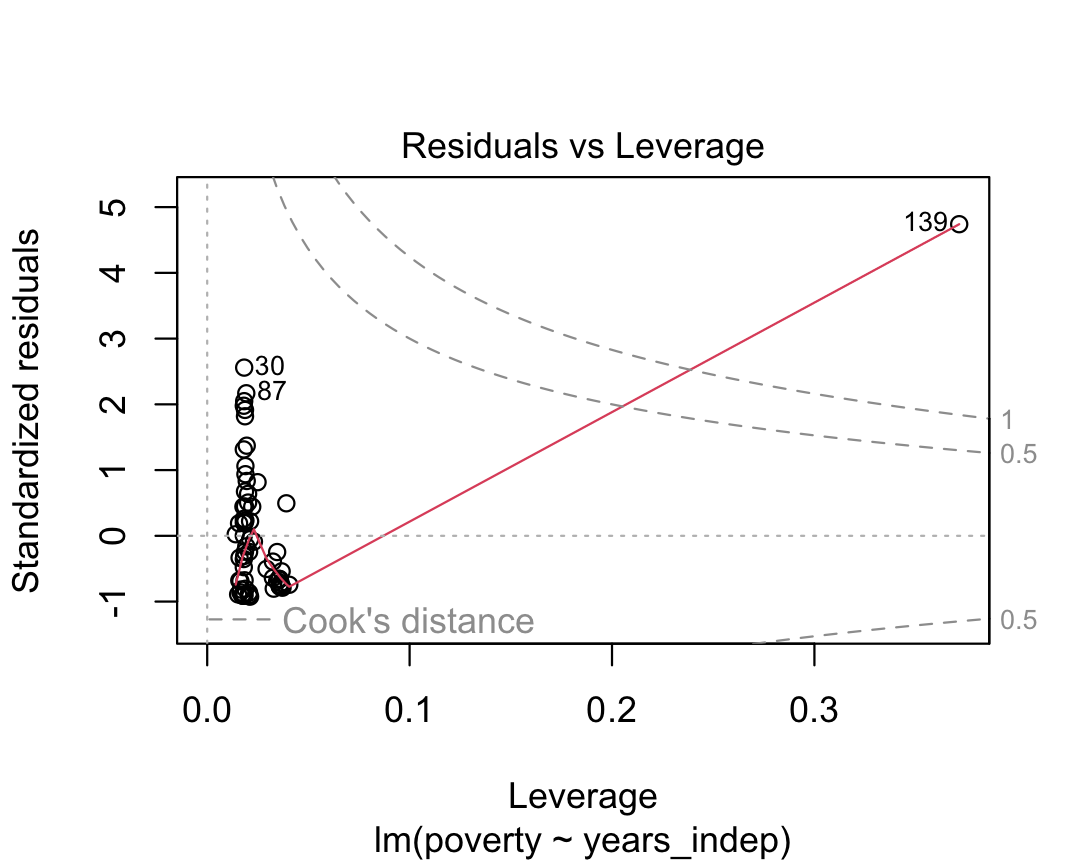 Residuals vs Leverage
Standardized residuals
5
4
3
2
1
0
-1
139
30
87
1
0.5
0.5
Cook's distance
0.0 0.1 0.2 0.3
Leverage
lm(poverty ~ years_indep)